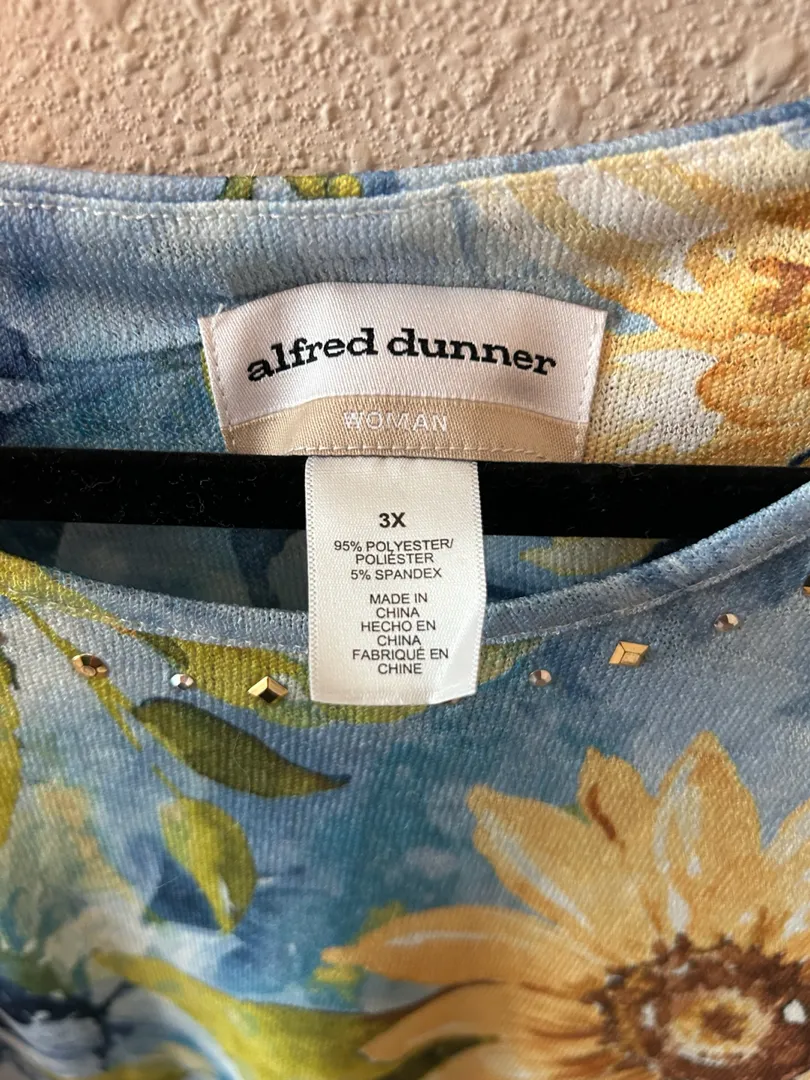 alfred dunner
WOMAN
3X
95% POLYESTER/
POLIÉSTER
5% SPANDEX
MADE IN
CHINA
HECHO EN
CHINA
FABRIQUÉ EN
CHINE